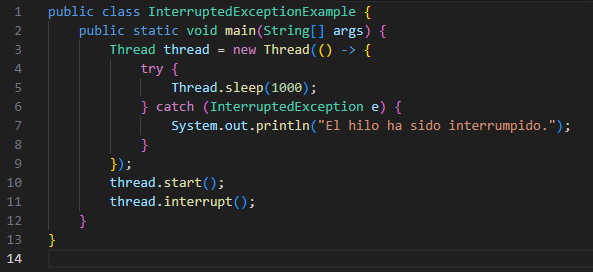 1 public class InterruptedExceptionExample {
2     public static void main(String[] args) {
3         Thread thread = new Thread(() -> {
4             try {
5                 Thread.sleep(1000);
6             } catch (InterruptedException e) {
7                 System.out.println("El hilo ha sido interrumpido.");
8             }
9         });
10         thread.start();
11         thread.interrupt();
12     }
13 }
14